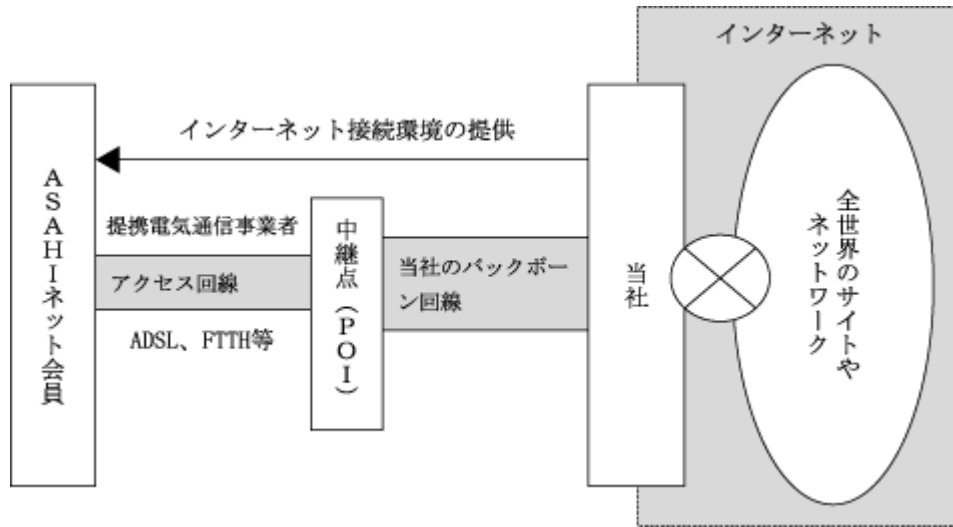 インターネット
インターネット接続環境の提供
ASAHIネット会員
提携電気通信事業者
アクセス回線
ADSL、FTTH等
中継点（POI）
当社のバックボー
ン回線
当社
全世界のサイトや
ネットワーク